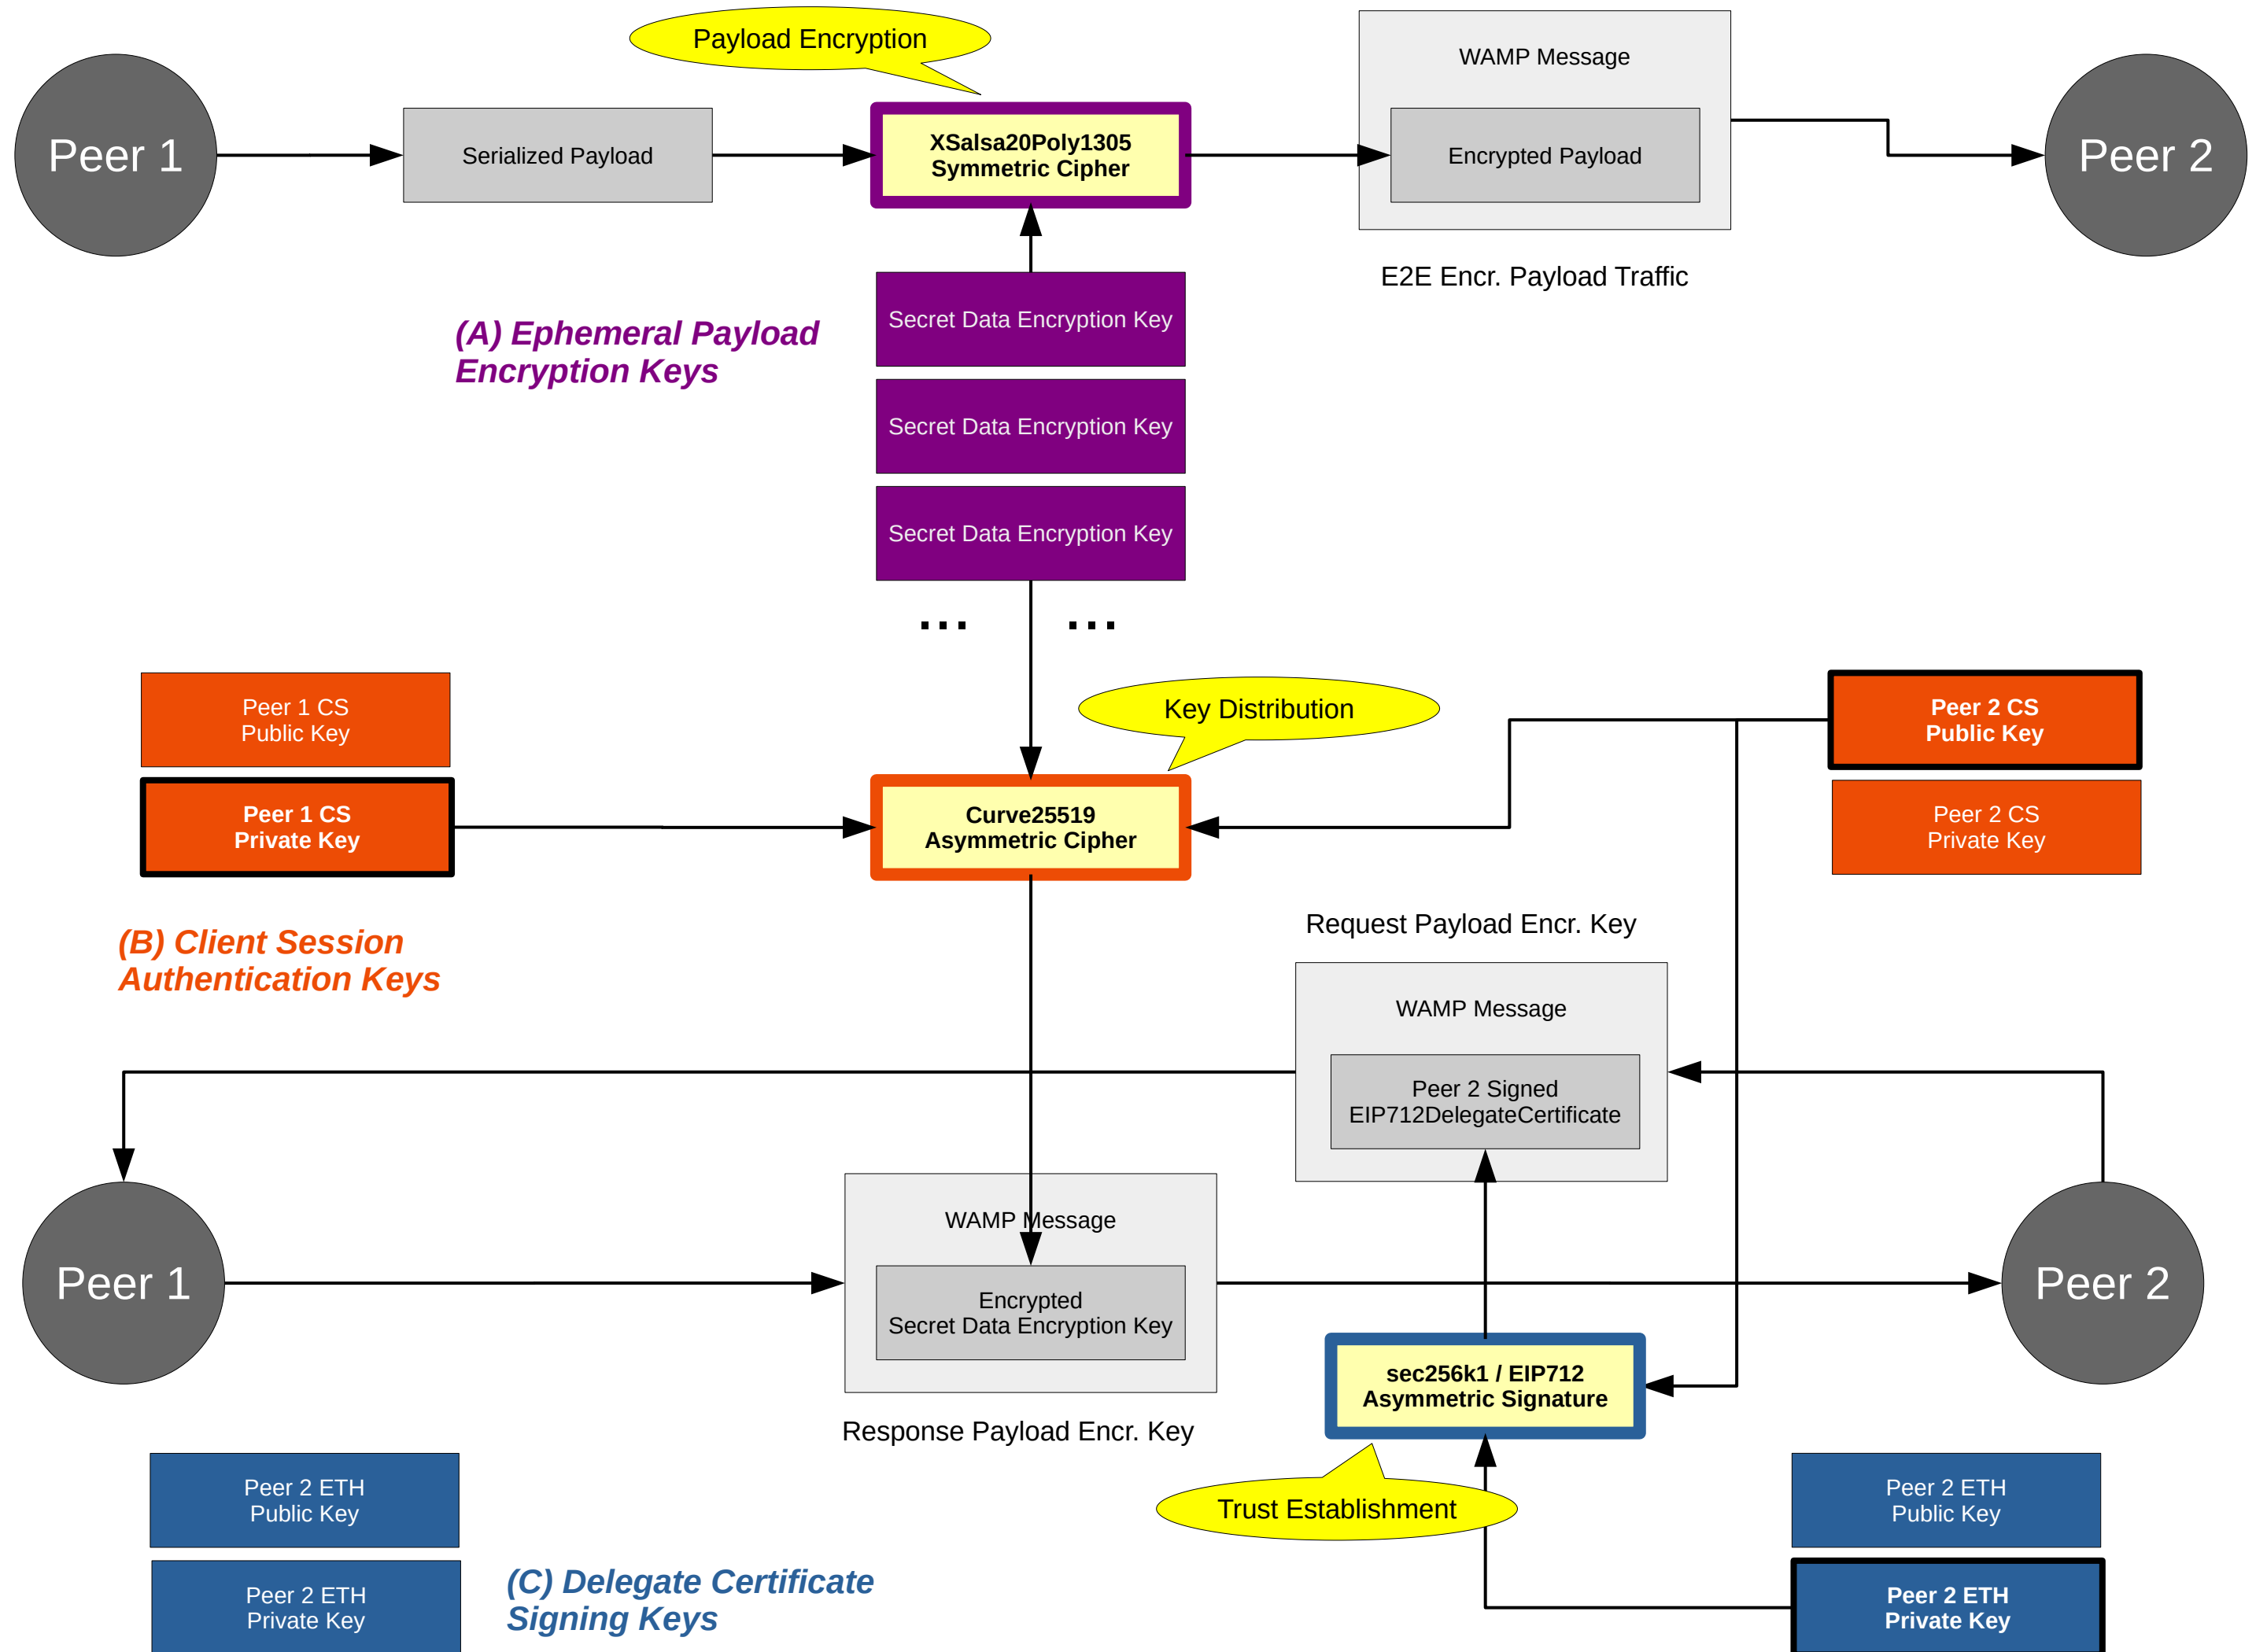 Payload Encryption
WAMP Message
Peer 1
Serialized Payload
XSalsa20Poly1305
Symmetric Cipher
Encrypted Payload
Peer 2
E2E Encr. Payload Traffic
Secret Data Encryption Key
(A) Ephemeral Payload
Encryption Keys
Secret Data Encryption Key
Secret Data Encryption Key
... ...
Peer 1 CS
Public Key
Key Distribution
Peer 2 CS
Public Key
Peer 1 CS
Private Key
Curve25519
Asymmetric Cipher
Peer 2 CS
Private Key
(B) Client Session
Authentication Keys
Request Payload Encr. Key
WAMP Message
Peer 2 Signed
EIP712DelegateCertificate
WAMP Message
Peer 1
Encrypted
Secret Data Encryption Key
Peer 2
sec256k1 / EIP712
Asymmetric Signature
Response Payload Encr. Key
Peer 2 ETH
Public Key
Trust Establishment
Peer 2 ETH
Public Key
Peer 2 ETH
Private Key
(C) Delegate Certificate
Signing Keys
Peer 2 ETH
Private Key